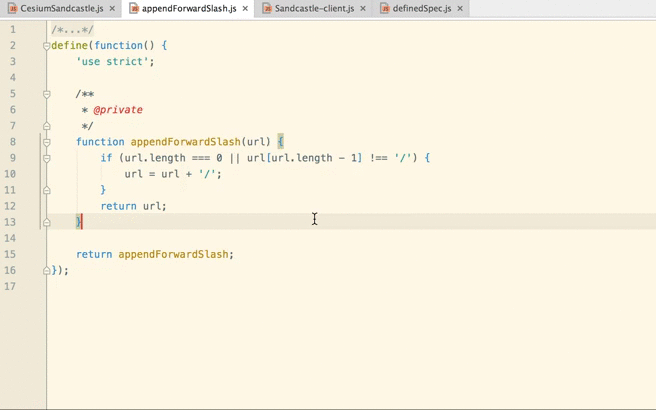 CesiumSandcastle.js × appendForwardSlash.js × Sandcastle-client.js × definedSpec.js ×
1 /*...*/
2 define(function() {
3 'use strict';
4
5 /**
6 * @private
7 */
8 function appendForwardSlash(url) {
9 if (url.length === 0 || url[url.length - 1] !== '/') {
10 url = url + '/';
11 }
12 return url;
13 }
14
15 return appendForwardSlash;
16 });
17